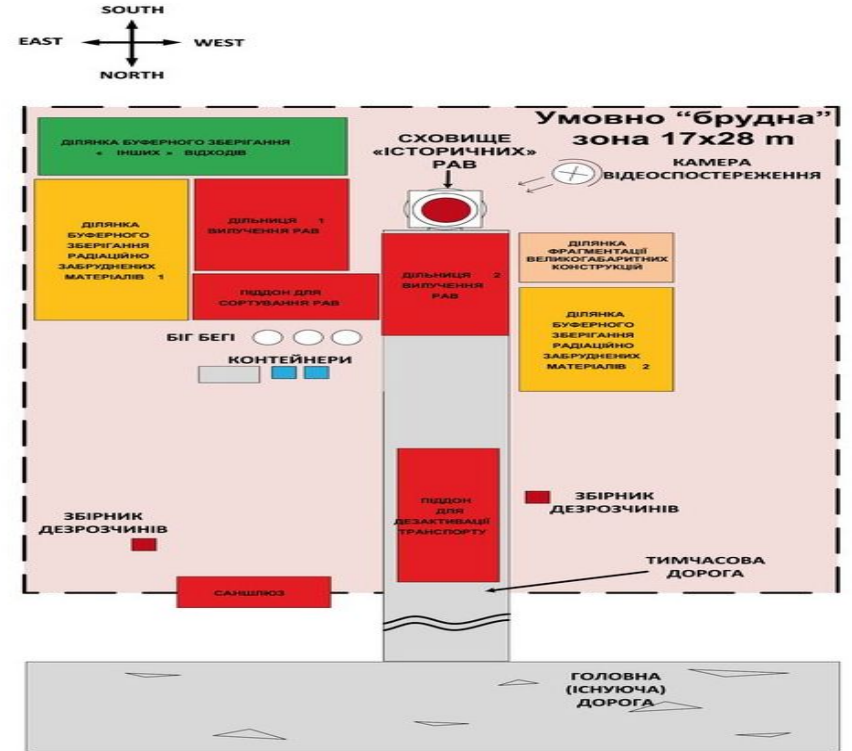 SOUTH
EAST
WEST
NORTH
Умовно “брудна”
зона 17х28 m
СХОВИЩЕ
«ІСТОРИЧНИХ»
РАВ
КАМЕРА
ВІДЕОСПОСТЕРЕЖЕННЯ
ДІЛЯНКА БУФЕРНОГО ЗБЕРІГАННЯ
« ІНШИХ » ВІДХОДІВ
ДІЛЯНКА
БУФЕРНОГО
ЗБЕРІГАННЯ
РАДІАЦІЙНО
ЗАБРУДНЕНИХ
МАТЕРІАЛІВ 1
ДІЛЬНИЦЯ 1
ВИЛУЧЕННЯ РАВ
ПІДДОН ДЛЯ
СОРТУВАННЯ РАВ
ДІЛЬНИЦЯ 2
ВИЛУЧЕННЯ
РАВ
ДІЛЯНКА
ФРАГМЕНТАЦІЇ
ВЕЛИКОГАБАРИТНИХ
КОНСТРУКЦІЙ
ДІЛЯНКА
БУФЕРНОГО
ЗБЕРІГАННЯ
РАДІАЦІЙНО
ЗАБРУДНЕНИХ
МАТЕРІАЛІВ 2
БІГ БЕГІ
КОНТЕЙНЕРИ
ПІДДОН
ДЛЯ
ДЕЗАКТИВАЦІЇ
ТРАНСПОРТУ
ЗБІРНИК
ДЕЗРОЗЧИНІВ
ЗБІРНИК
ДЕЗРОЗЧИНІВ
ТИМЧАСОВА
ДОРОГА
САНШЛЮЗ
ГОЛОВНА
(ІСНУЮЧА)
ДОРОГА